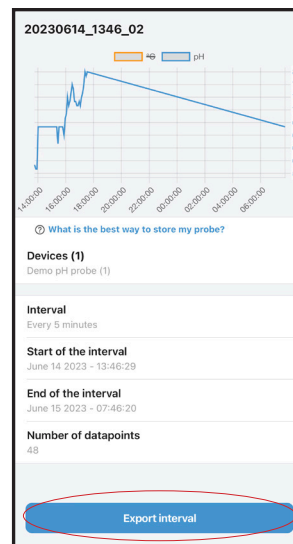 20230614_1346_02
°C pH
14:00:00 16:00:00 18:00:00 20:00:00 22:00:00 00:00:00 02:00:00 04:00:00 06:00:00
What is the best way to store my probe?
Devices (1)
Demo pH probe (1)
Interval
Every 5 minutes
Start of the interval
June 14 2023 - 13:46:29
End of the interval
June 15 2023 - 07:46:20
Number of datapoints
48
Export interval